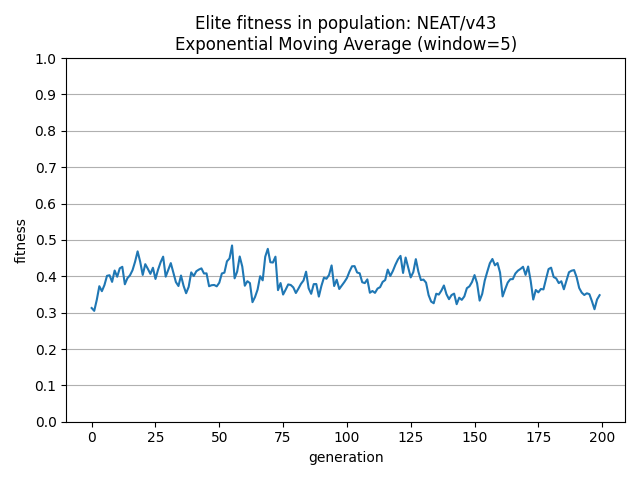 Elite fitness in population: NEAT/v43
Exponential Moving Average (window=5)
1.0
0.9
0.8
0.7
0.6
0.5
0.4
0.3
0.2
0.1
0.0
fitness
0 25 50 75 100 125 150 175 200
generation